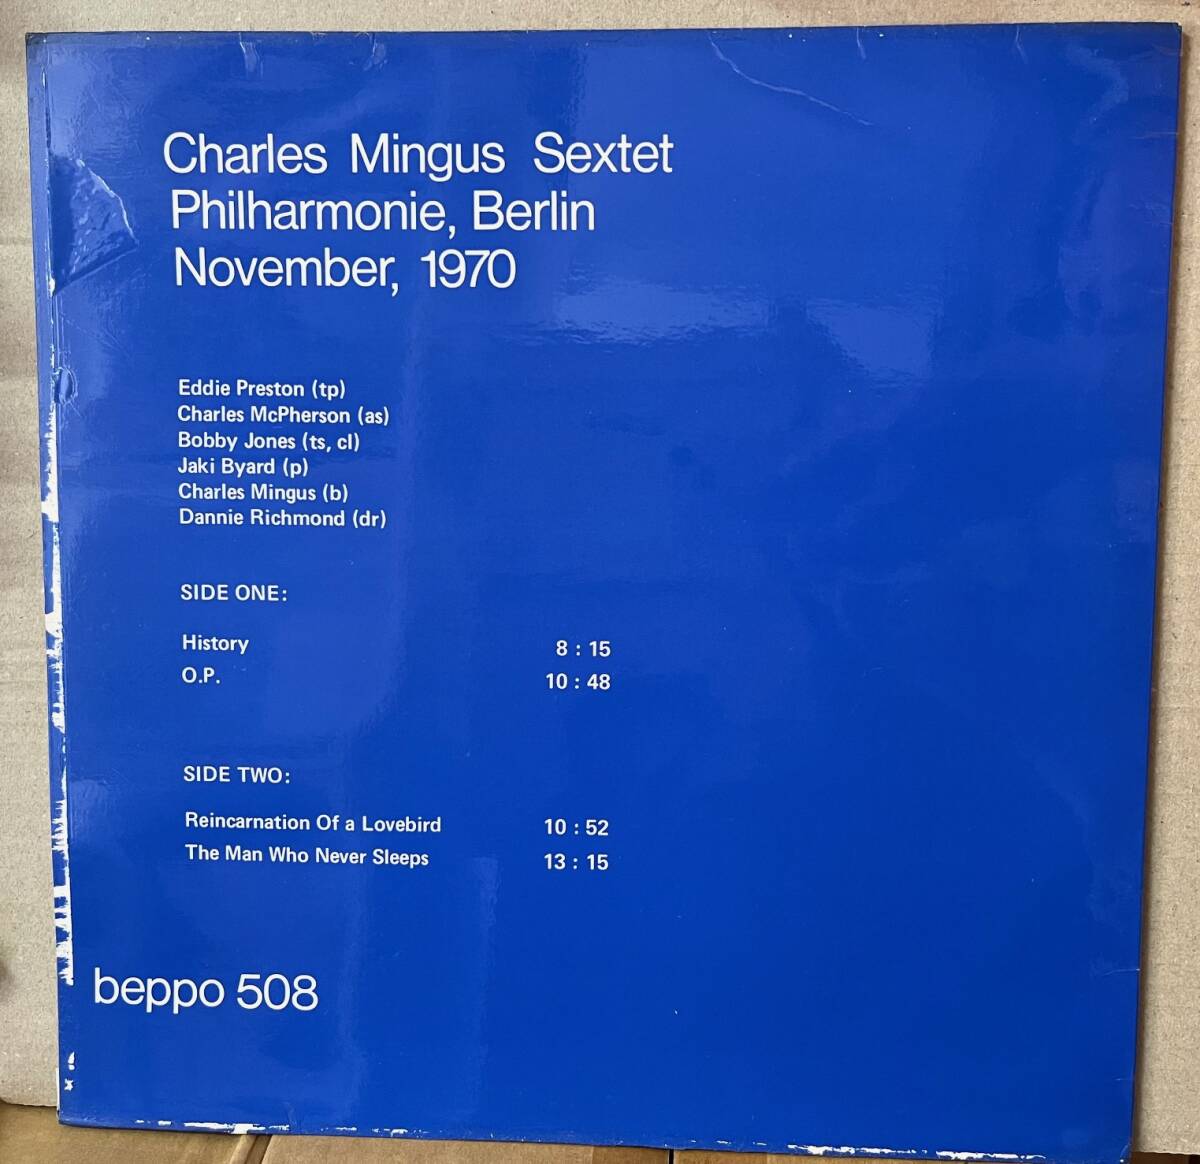 Charles Mingus Sextet
Philharmonie, Berlin
November, 1970
Eddie Preston (tp)
Charles McPherson (as)
Bobby Jones (ts, cl)
Jaki Byard (p)
Charles Mingus (b)
Dannie Richmond (dr)
SIDE ONE:
History 8 : 15
O.P. 10 : 48
SIDE TWO:
Reincarnation Of a Lovebird 10 : 52
The Man Who Never Sleeps 13 : 15
beppo 508